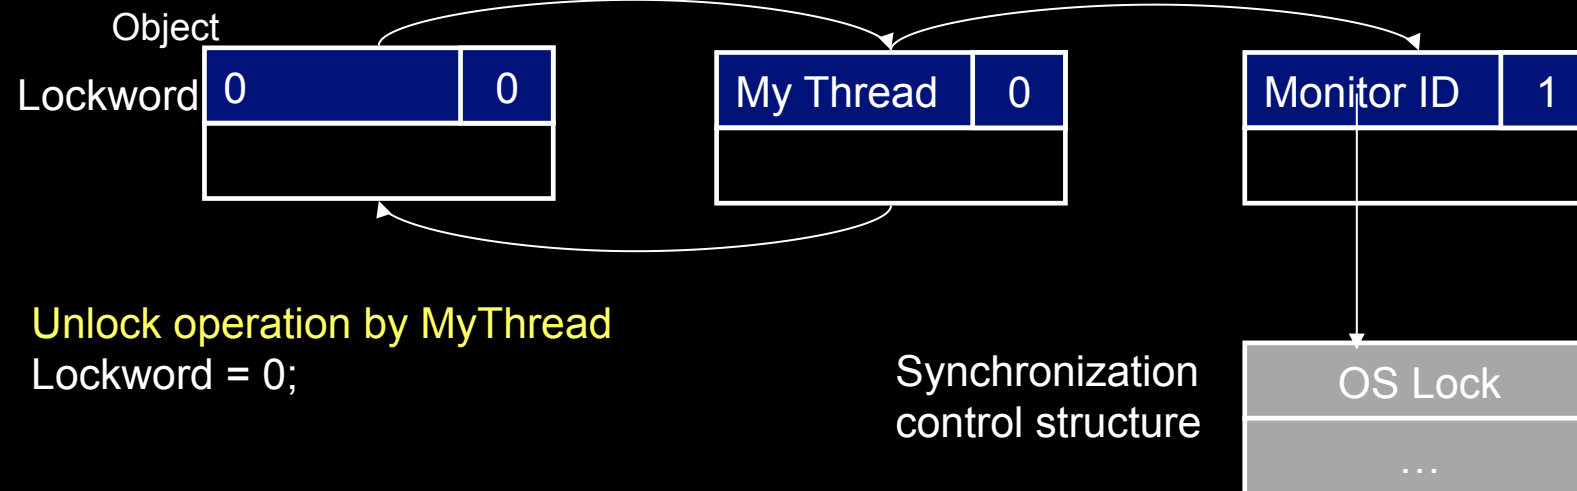 Object
Lockword
0 0
My Thread 0
Monitor ID 1
Unlock operation by MyThread
Lockword = 0;
Synchronization
control structure
OS Lock
…